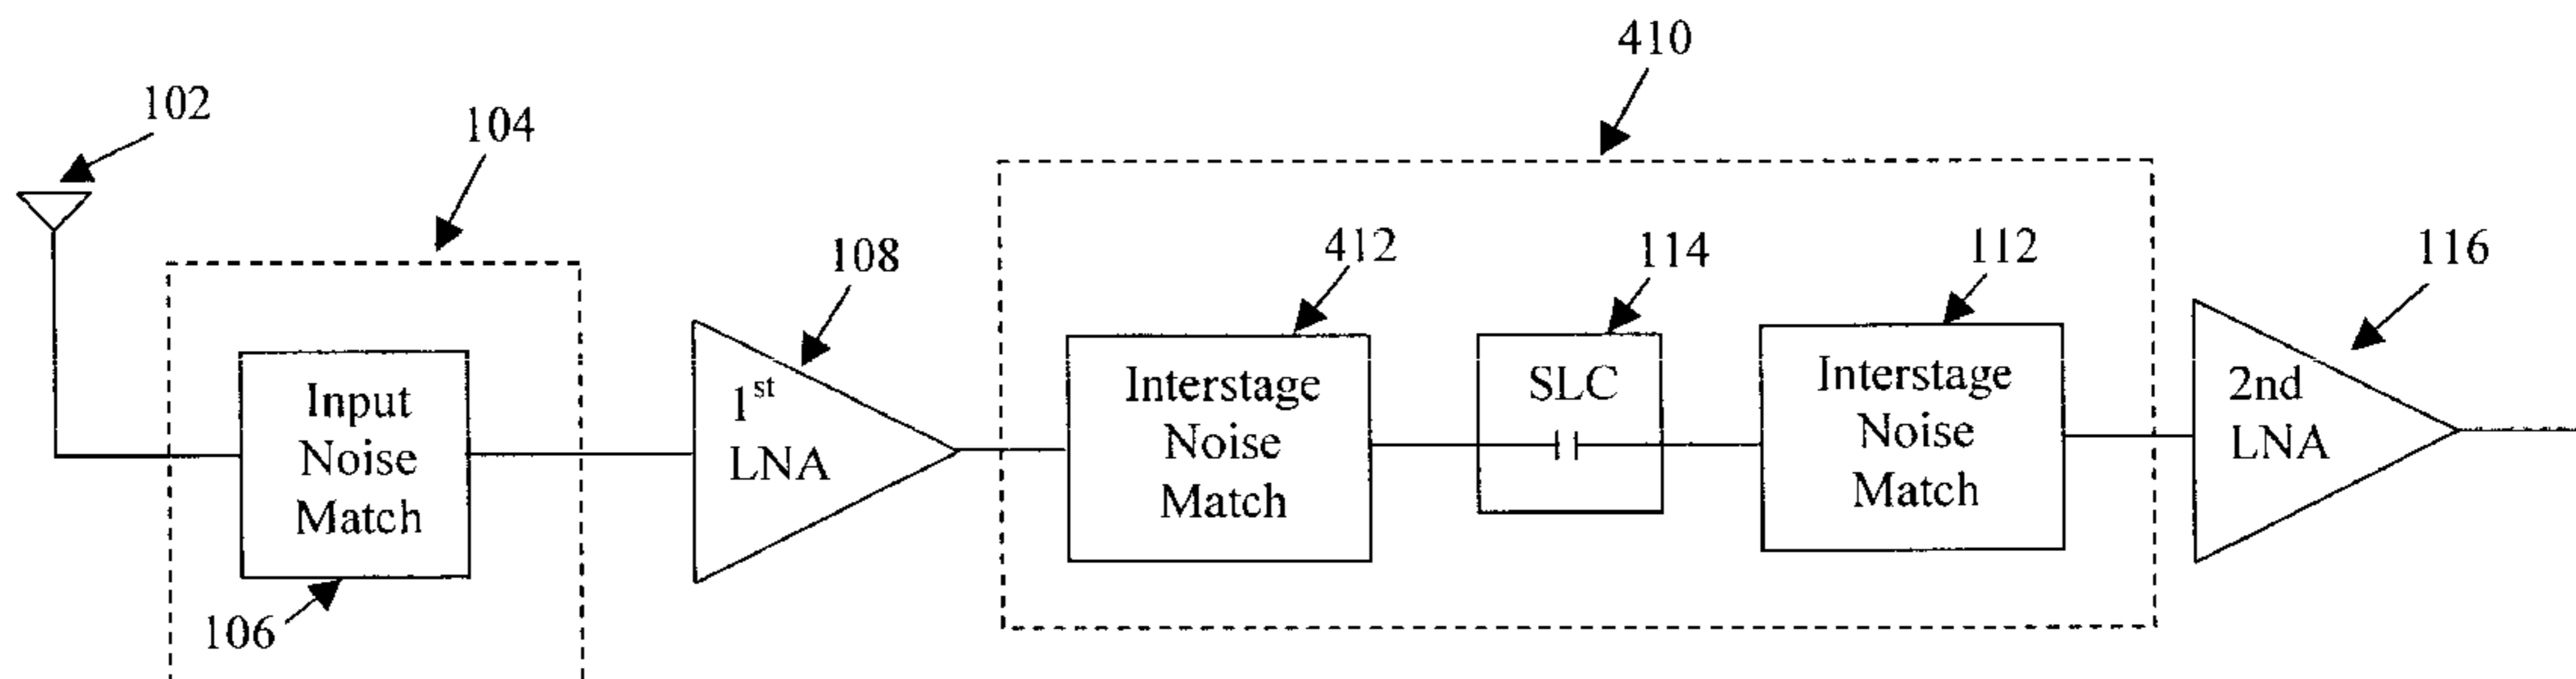 410
102
104
108
412
114
112
116
Input
Noise
Match
1st
LNA
Interstage
Noise
Match
SLC
Interstage
Noise
Match
2nd
LNA
106